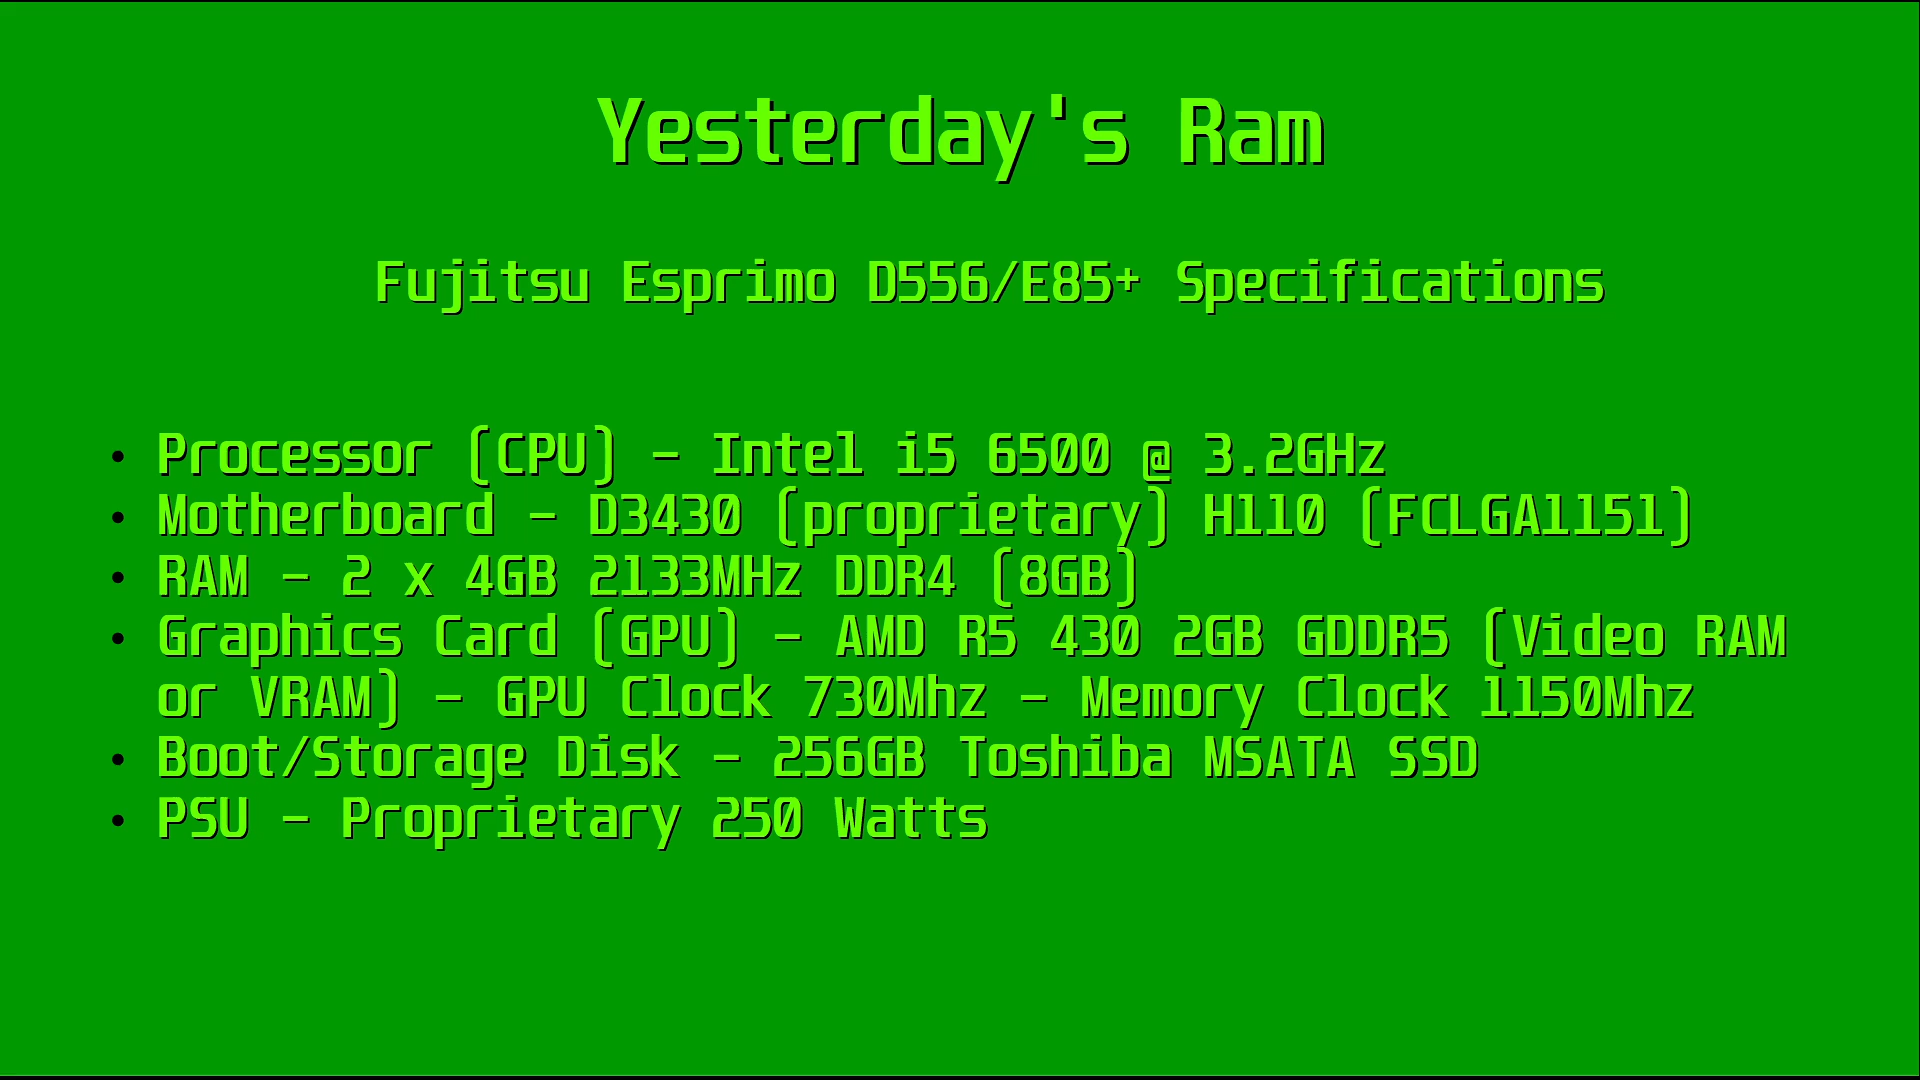 Yesterday's Ram
Fujitsu Esprimo D556/E85+ Specifications
• Processor (CPU) – Intel i5 6500 @ 3.2GHz
• Motherboard – D3430 (proprietary) H110 (FCLGA1151)
• RAM – 2 x 4GB 2133MHz DDR4 (8GB)
• Graphics Card (GPU) – AMD R5 430 2GB GDDR5 (Video RAM
or VRAM) – GPU Clock 730Mhz – Memory Clock 1150Mhz
• Boot/Storage Disk – 256GB Toshiba MSATA SSD
• PSU – Proprietary 250 Watts